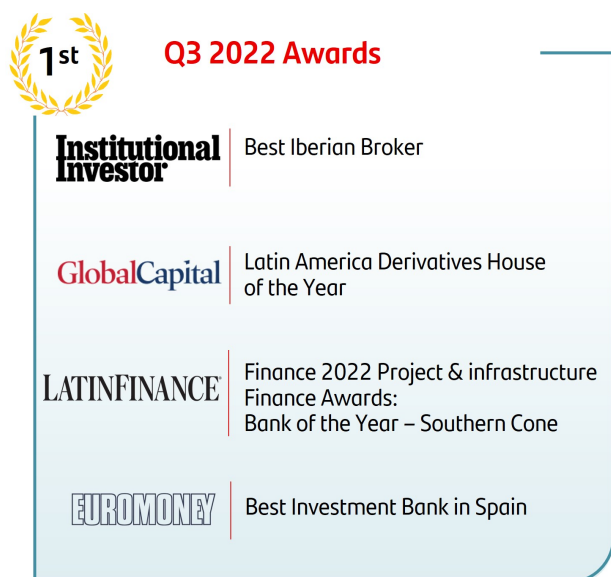 1st
Q3 2022 Awards
Institutional
Investor
Best Iberian Broker
GlobalCapital
Latin America Derivatives House
of the Year
LATINFINANCE
Finance 2022 Project & infrastructure
Finance Awards:
Bank of the Year – Southern Cone
EUROMONEY
Best Investment Bank in Spain